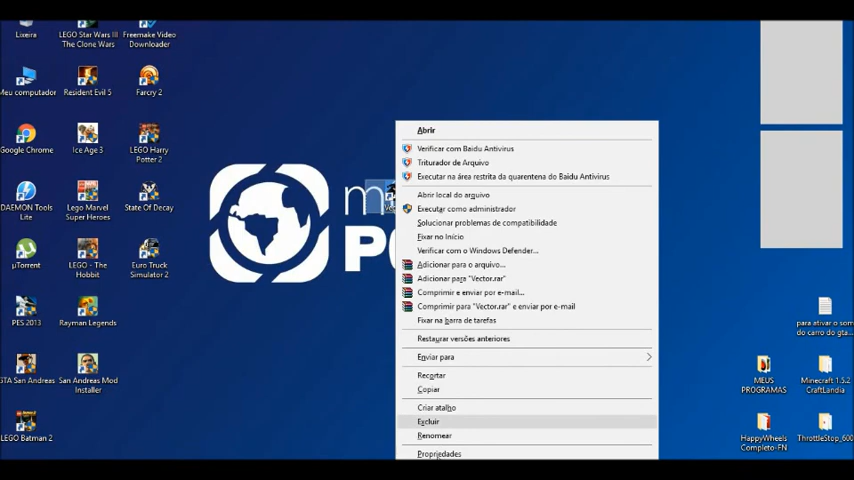 Lixeira
LEGO Star Wars III
The Clone Wars
Freemake Video
Downloader
Meu computador
Resident Evil 5
Farcry 2
Google Chrome
Ice Age 3
LEGO Harry
Potter 2
DAEMON Tools
Lite
Lego Marvel
Super Heroes
State Of Decay
µTorrent
LEGO - The
Hobbit
Euro Truck
Simulator 2
PES 2013
Rayman Legends
GTA San Andreas
San Andreas Mod
Installer
LEGO Batman 2
Abrir
Verificar com Baidu Antivirus
Triturador de Arquivo
Executar na área restrita da quarentena do Baidu Antivirus
Abrir local do arquivo
Executar como administrador
Solucionar problemas de compatibilidade
Fixar no Início
Verificar com o Windows Defender...
Adicionar para o arquivo...
Adicionar para "Vector.rar"
Comprimir e enviar por e-mail...
Comprimir para "Vector.rar" e enviar por e-mail
Fixar na barra de tarefas
Restaurar versões anteriores
Enviar para
Recortar
Copiar
Criar atalho
Excluir
Renomear
Propriedades
para ativar o som
do carro do gta...
MEUS
PROGRAMAS
Minecraft 1.5.2
CraftLandia
HappyWheels
Completo-FN
ThrottleStop_600